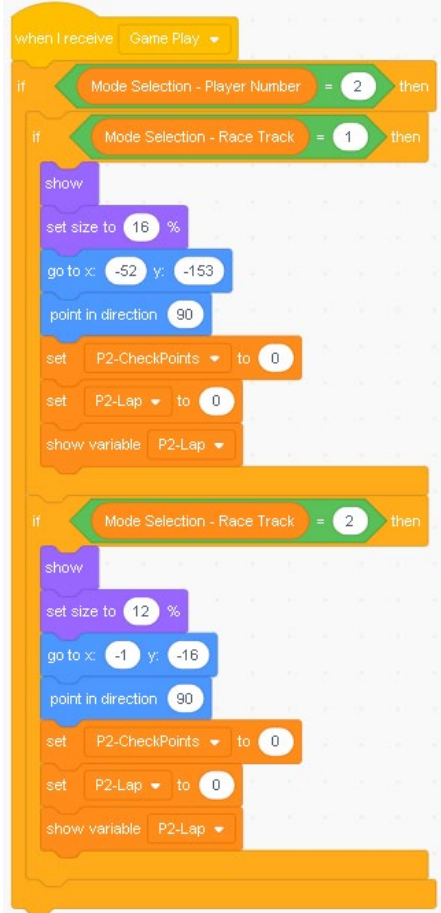 when I receive Game Play
if Mode Selection - Player Number = 2 then
if Mode Selection - Race Track = 1 then
show
set size to 16 %
go to x: -52 y: -153
point in direction 90
set P2-CheckPoints to 0
set P2-Lap to 0
show variable P2-Lap
if Mode Selection - Race Track = 2 then
show
set size to 12 %
go to x: -1 y: -16
point in direction 90
set P2-CheckPoints to 0
set P2-Lap to 0
show variable P2-Lap